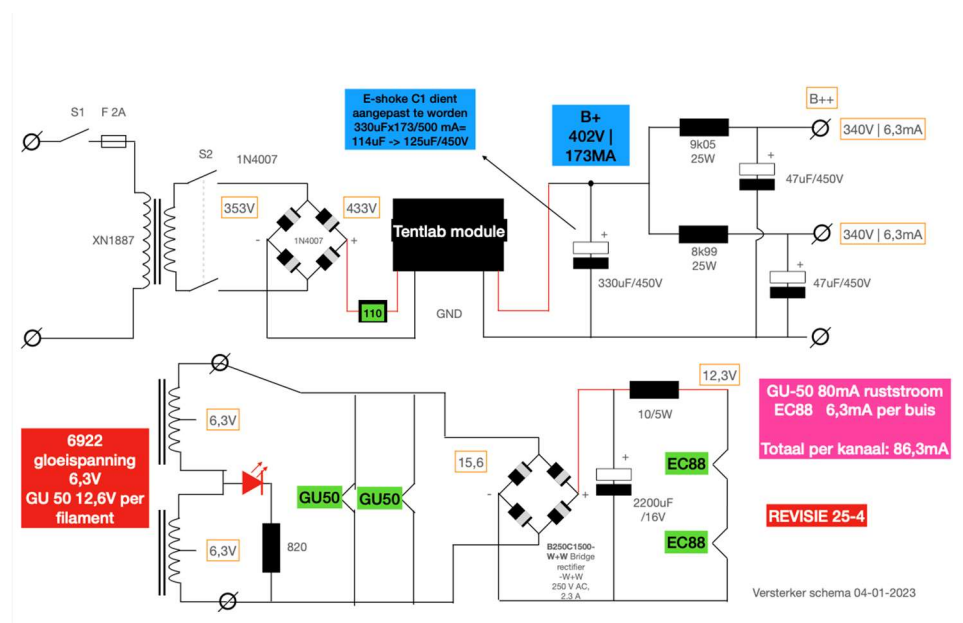 E-shoke C1 dient
aangepast te worden
330uFx173/500 mA=
114uF -> 125uF/450V
B+
402V |
173MA
B++
340V | 6,3mA
S1
F 2A
9k05
25W
+
47uF/450V
S2
1N4007
353V
433V
Tentlab module
XN1887
-
1N4007
+
+
330uF/450V
340V | 6,3mA
8k99
25W
+
47uF/450V
110
GND
12,3V
GU-50 80mA ruststroom
EC88 6,3mA per buis
Totaal per kanaal: 86,3mA
6,3V
10/5W
6922
gloeispanning
6,3V
GU 50 12,6V per
filament
15,6
EC88
GU50
GU50
-
+
+
2200uF
/16V
REVISIE 25-4
6,3V
820
EC88
B250C1500-
W+W Bridge
rectifier
-W+W
250 V AC,
2.3 A
Versterker schema 04-01-2023